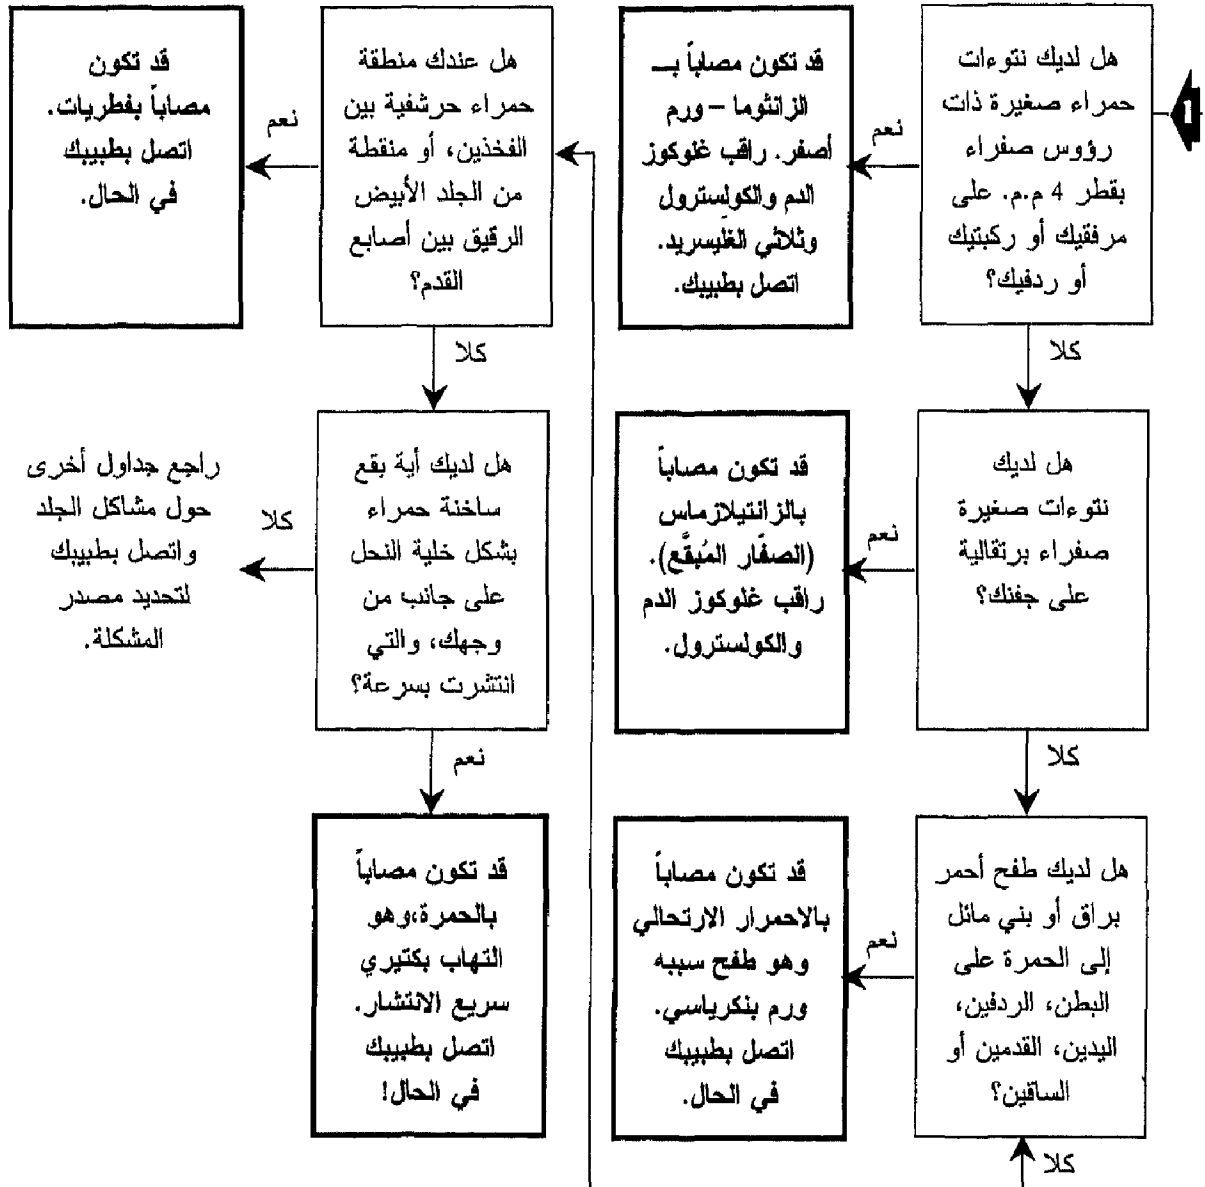 1
هل لديك نتوءات
حمراء صغيرة ذات
رؤوس صفراء
بقطر 4 م.م. على
مرفقيك أو ركبتيك
أو ردفيك؟
نعم
قد تكون مصاباً بـ
الزانثوما – ورم
أصفر. راقب غلوكوز
الدم والكولسترول
وثلاثي الغليسريد.
اتصل بطبيبك.
كلا
هل لديك
نتوءات صغيرة
صفراء برتقالية
على جفنك؟
نعم
قد تكون مصاباً
بالزانتيلازماس
(الصفّار المُبقَّع).
راقب غلوكوز الدم
والكولسترول.
كلا
هل لديك طفح أحمر
براق أو بني مائل
إلى الحمرة على
البطن، الردفين،
اليدين، القدمين أو
الساقين؟
نعم
قد تكون مصاباً
بالاحمرار الارتحالي
وهو طفح سببه
ورم بنكرياسي.
اتصل بطبيبك
في الحال.
كلا
هل عندك منطقة
حمراء حرشفية بين
الفخذين، أو منقطة
من الجلد الأبيض
الرقيق بين أصابع
القدم؟
نعم
قد تكون
مصاباً بفطريات.
اتصل بطبيبك
في الحال.
كلا
هل لديك أية بقع
ساخنة حمراء
بشكل خلية النحل
على جانب من
وجهك، والتي
انتشرت بسرعة؟
كلا
راجع جداول أخرى
حول مشاكل الجلد
واتصل بطبيبك
لتحديد مصدر
المشكلة.
نعم
قد تكون مصاباً
بالحمرة،وهو
التهاب بكتيري
سريع الانتشار.
اتصل بطبيبك
في الحال!